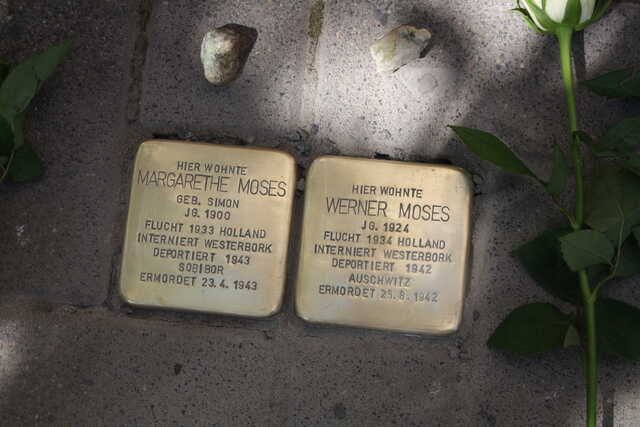 HIER WOHNTE
MARGARETHE MOSES
GEB. SIMON
JG. 1900
FLUCHT 1933 HOLLAND
INTERNIERT WESTERBORK
DEPORTIERT 1943
SOBIBOR
ERMORDET 23.4.1943
HIER WOHNTE
WERNER MOSES
JG. 1924
FLUCHT 1934 HOLLAND
INTERNIERT WESTERBORK
DEPORTIERT 1942
AUSCHWITZ
ERMORDET 25.8.1942